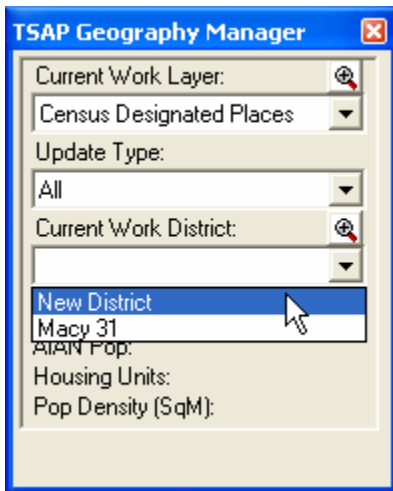 TSAP Geography Manager
Current Work Layer:
Census Designated Places
Update Type:
All
Current Work District:
New District
Macy 31
AIAN Pop:
Housing Units:
Pop Density (SqM):